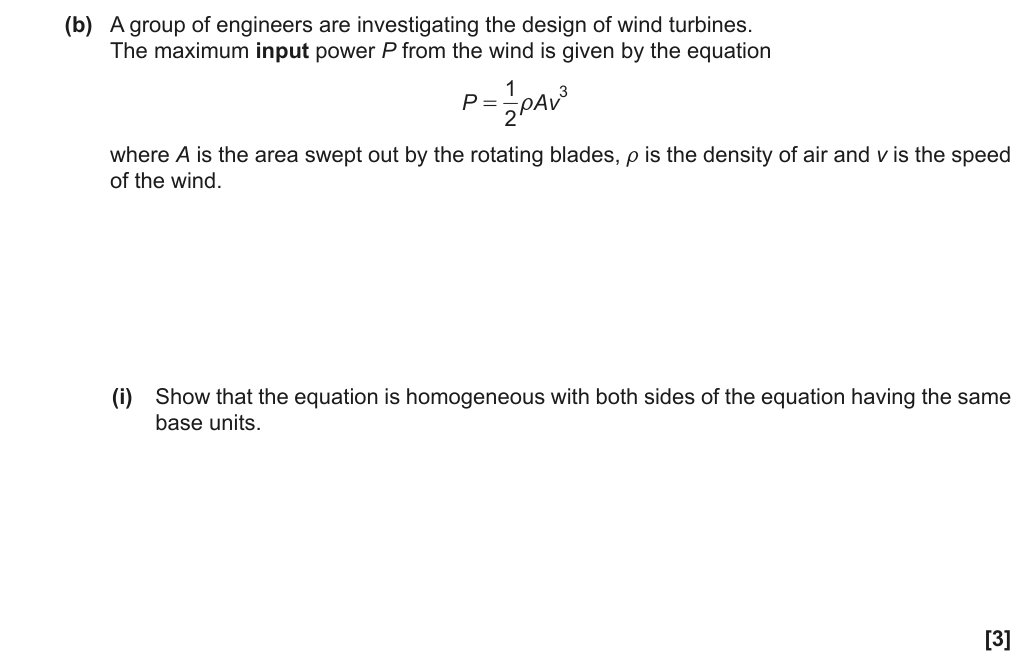 (b) A group of engineers are investigating the design of wind turbines.
The maximum input power P from the wind is given by the equation
P = 1/2 ρAv³
where A is the area swept out by the rotating blades, ρ is the density of air and v is the speed
of the wind.
(i) Show that the equation is homogeneous with both sides of the equation having the same
base units.
[3]